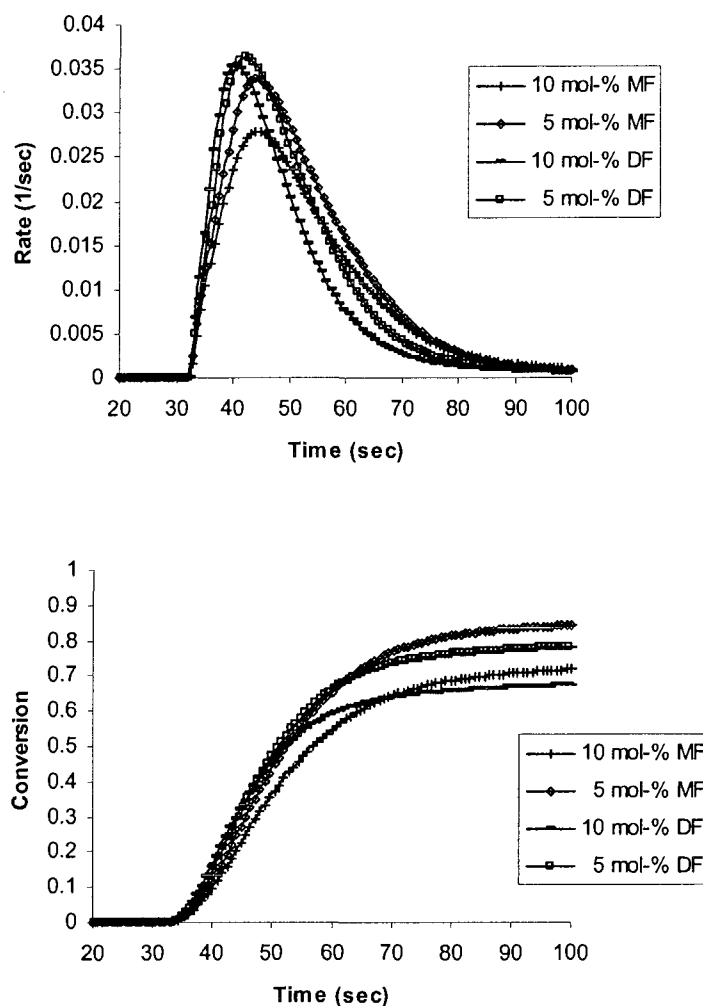 0.04
0.035
0.03
0.025
0.02
0.015
0.01
0.005
0
Rate (1/sec)
20 30 40 50 60 70 80 90 100
Time (sec)
10 mol-% MF
5 mol-% MF
10 mol-% DF
5 mol-% DF
1
0.9
0.8
0.7
0.6
0.5
0.4
0.3
0.2
0.1
0
Conversion
20 30 40 50 60 70 80 90 100
Time (sec)
10 mol-% MF
5 mol-% MF
10 mol-% DF
5 mol-% DF